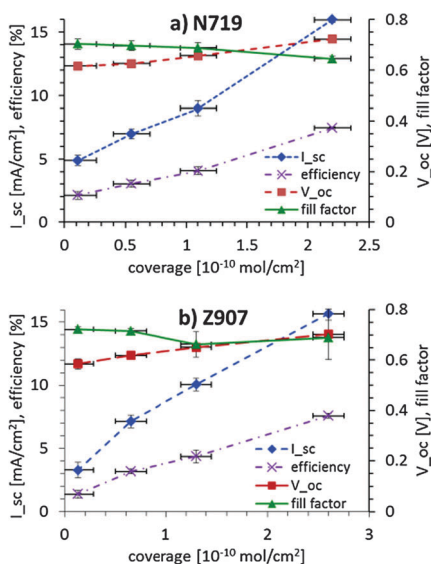 a) N719
I_sc [mA/cm²], efficiency [%]
15
10
5
0
0.8
0.6
0.4
0.2
0
V_oc [V], fill factor
I_sc
efficiency
V_oc
fill factor
0
0.5
1
1.5
2
2.5
coverage [10⁻¹⁰ mol/cm²]
b) Z907
I_sc [mA/cm²], efficiency [%]
15
10
5
0
0.8
0.6
0.4
0.2
0
V_oc [V], fill factor
I_sc
efficiency
V_oc
fill factor
0
1
2
3
coverage [10⁻¹⁰ mol/cm²]